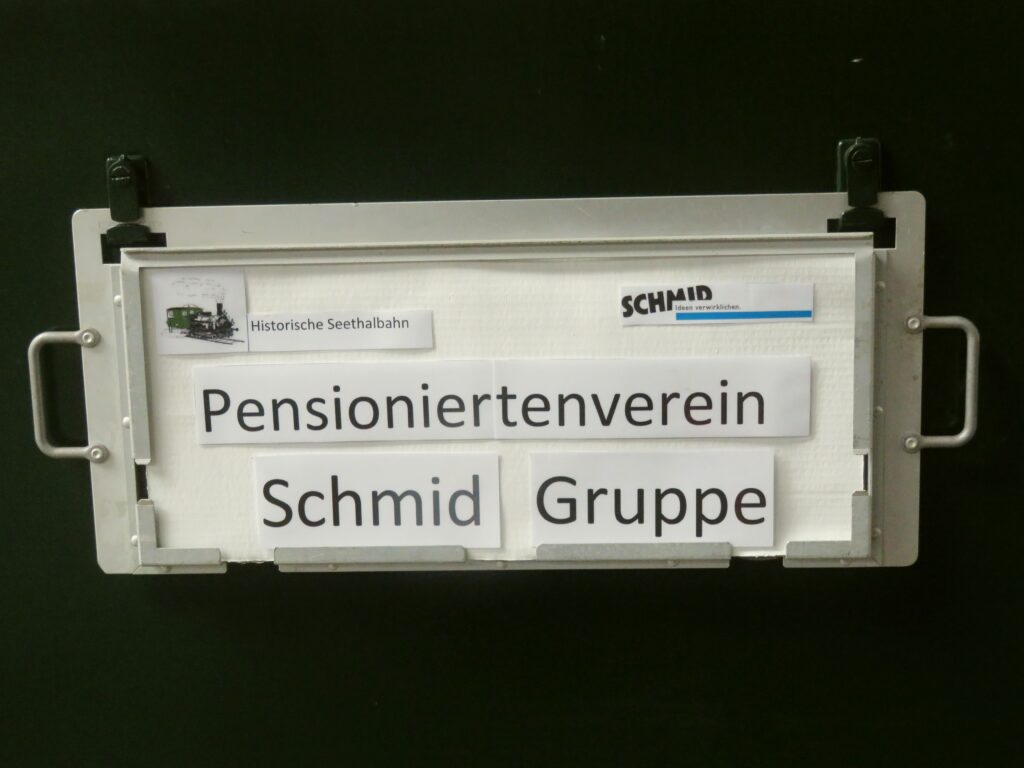 Historische Seethalbahn
SCHMID
Ideen verwirklichen.
Pensioniertenverein
Schmid Gruppe